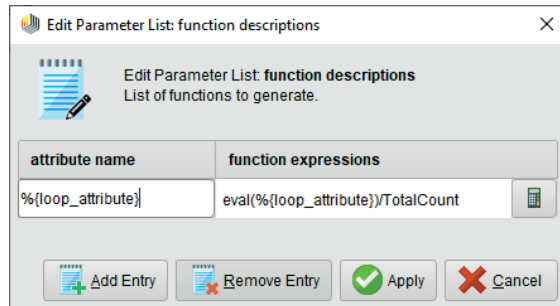 Edit Parameter List: function descriptions
Edit Parameter List: function descriptions
List of functions to generate.
attribute name function expressions
%{loop_attribute} eval(%{loop_attribute})/TotalCount
Add Entry Remove Entry Apply Cancel